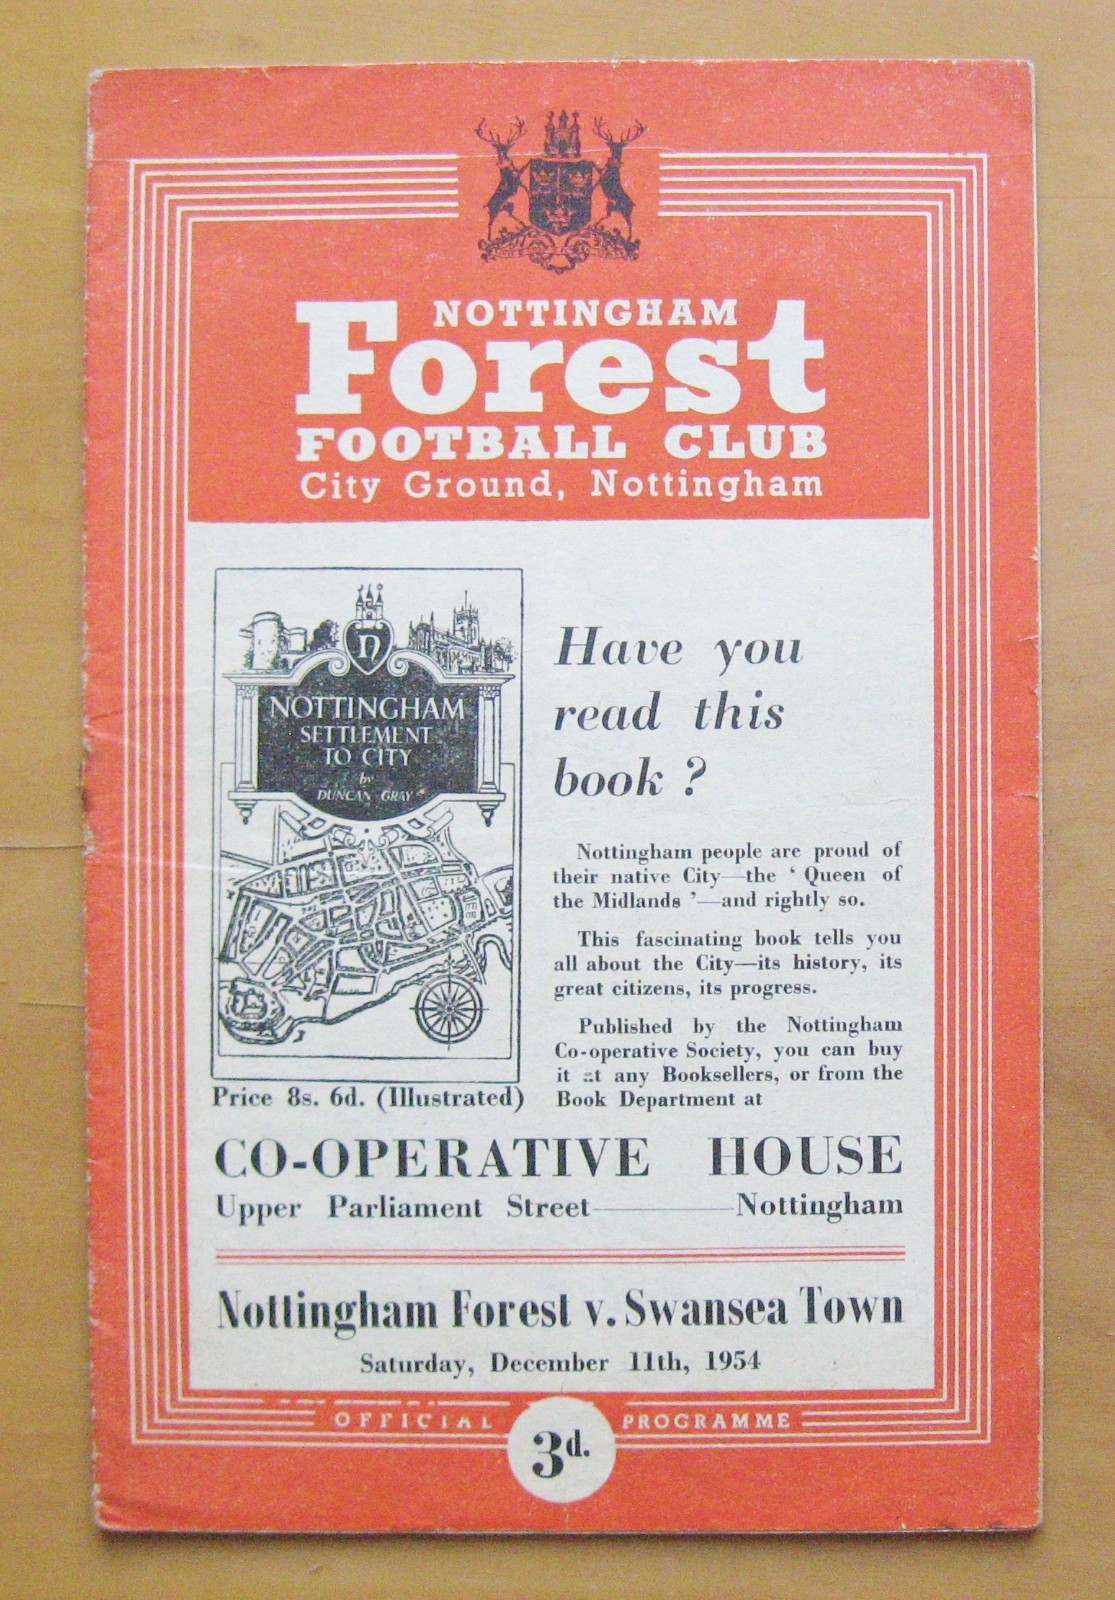 NOTTINGHAM
Forest
FOOTBALL CLUB
City Ground, Nottingham
n
NOTTINGHAM
SETTLEMENT
TO CITY
by
DUNCAN GRAY
Price 8s. 6d. (Illustrated)
Have you
read this
book ?
Nottingham people are proud of
their native City—the ‘ Queen of
the Midlands ’—and rightly so.
This fascinating book tells you
all about the City—its history, its
great citizens, its progress.
Published by the Nottingham
Co-operative Society, you can buy
it at any Booksellers, or from the
Book Department at
CO-OPERATIVE HOUSE
Upper Parliament Street——Nottingham
Nottingham Forest v. Swansea Town
Saturday, December 11th, 1954
OFFICIAL PROGRAMME
3d.